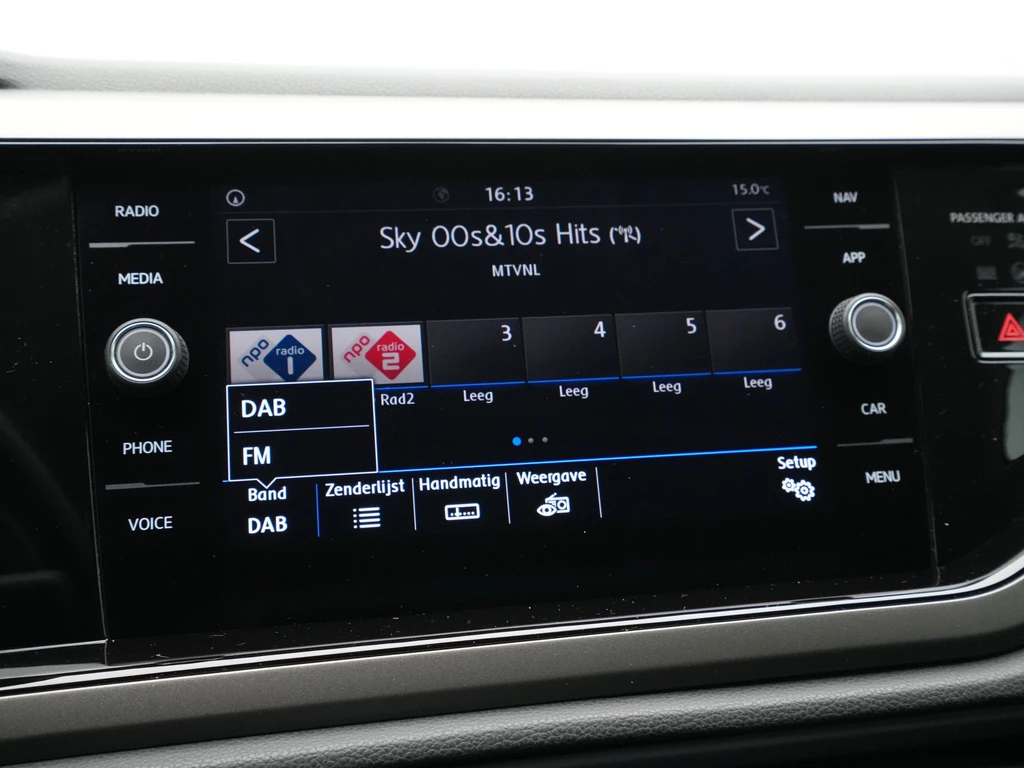 RADIO
MEDIA
PHONE
VOICE
16:13
15.0°C
<
Sky 00s&10s Hits
>
MTVNL
npo radio 1
npo radio 2
3
4
5
6
Rad2
Leeg
Leeg
Leeg
Leeg
DAB
FM
Band
DAB
Zenderlijst
Handmatig
Weergave
Setup
NAV
APP
CAR
MENU
PASSENGER A
OFF